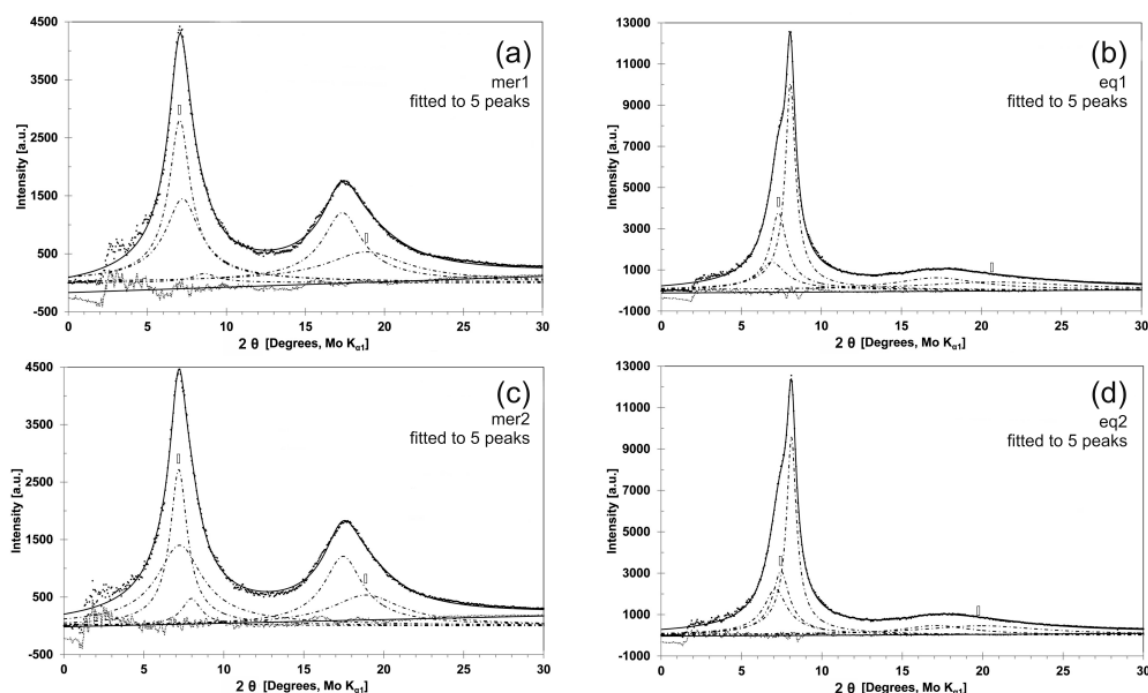 4500
3500
2500
1500
500
-500
Intensity [a.u.]
(a)
mer1
fitted to 5 peaks
0 5 10 15 20 25 30
2 θ [Degrees, Mo Kα1]
13000
11000
9000
7000
5000
3000
1000
-1000
Intensity [a.u.]
(b)
eq1
fitted to 5 peaks
0 5 10 15 20 25 30
2 θ [Degrees, Mo Kα1]
4500
3500
2500
1500
500
-500
Intensity [a.u.]
(c)
mer2
fitted to 5 peaks
0 5 10 15 20 25 30
2 θ [Degrees, Mo Kα1]
13000
11000
9000
7000
5000
3000
1000
-1000
Intensity [a.u.]
(d)
eq2
fitted to 5 peaks
0 5 10 15 20 25 30
2 θ [Degrees, Mo Kα1]